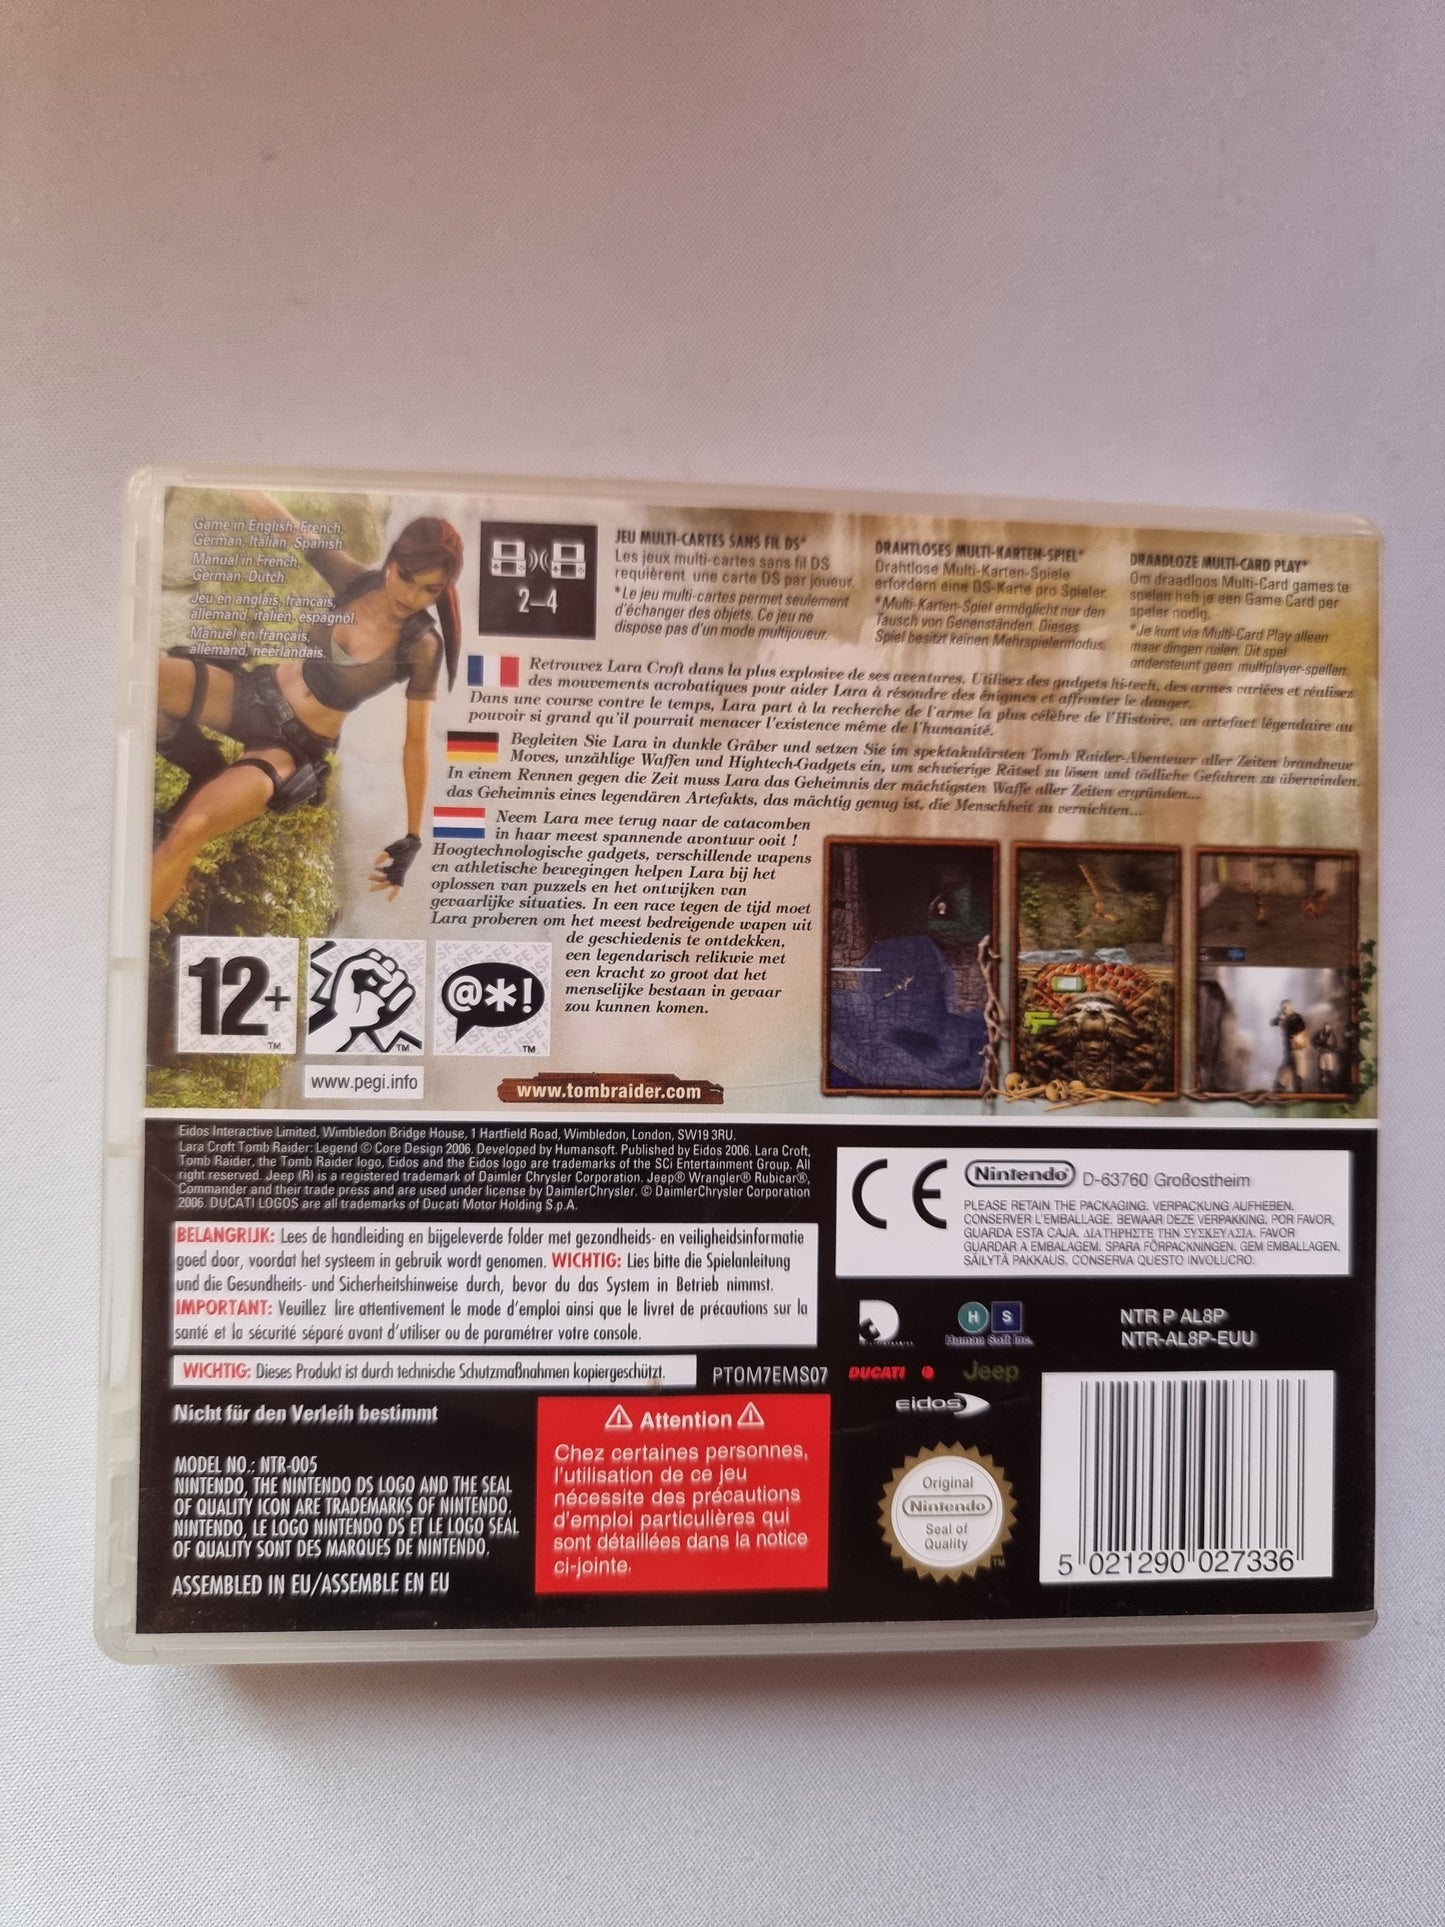 Game in English, French,
German, Italian, Spanish.
Manual in French,
German, Dutch.
Jeu en anglais, français,
allemand, italien, espagnol.
Manuel en français,
allemand, néerlandais.
2–4
JEU MULTI-CARTES SANS FIL DS*
Les jeux multi-cartes sans fil DS
requièrent une carte DS par joueur.
*Le jeu multi-cartes permet seulement
d'échanger des objets. Ce jeu ne
dispose pas d'un mode multijoueur.
DRAHTLOSES MULTI-KARTEN-SPIEL*
Drahtlose Multi-Karten-Spiele
erfordern eine DS-Karte pro Spieler.
*Multi-Karten-Spiel ermöglicht nur den
Tausch von Genenständen. Dieses
Spiel besitzt keinen Mehrspielermodus.
DRAADLOZE MULTI-CARD PLAY*
Om draadloos Multi-Card games te
spelen heb je een Game Card per
speler nodig.
*Je kunt via Multi-Card Play alleen
maar dingen ruilen. Dit spel
ondersteunt geen multiplayer-spellen.
Retrouvez Lara Croft dans la plus explosive de ses aventures. Utilisez des gadgets hi-tech, des armes variées et réalisez
des mouvements acrobatiques pour aider Lara à résoudre des énigmes et affronter le danger.
Dans une course contre le temps, Lara part à la recherche de l'arme la plus célèbre de l'Histoire, un artefact légendaire au
pouvoir si grand qu'il pourrait menacer l'existence même de l'humanité.
Begleiten Sie Lara in dunkle Gräber und setzen Sie im spektakulärsten Tomb Raider-Abenteuer aller Zeiten brandneue
Moves, unzählige Waffen und Hightech-Gadgets ein, um schwierige Rätsel zu lösen und tödliche Gefahren zu überwinden.
In einem Rennen gegen die Zeit muss Lara das Geheimnis der mächtigsten Waffe aller Zeiten ergründen...
das Geheimnis eines legendären Artefakts, das mächtig genug ist, die Menschheit zu vernichten...
Neem Lara mee terug naar de catacomben
in haar meest spannende avontuur ooit !
Hoogtechnologische gadgets, verschillende wapens
en athletische bewegingen helpen Lara bij het
oplossen van puzzels en het ontwijken van
gevaarlijke situaties. In een race tegen de tijd moet
Lara proberen om het meest bedreigende wapen uit
de geschiedenis te ontdekken,
een legendarisch relikwie met
een kracht zo groot dat het
menselijke bestaan in gevaar
zou kunnen komen.
12+
TM
TM
@*!
TM
www.pegi.info
www.tombraider.com
Eidos Interactive Limited, Wimbledon Bridge House, 1 Hartfield Road, Wimbledon, London, SW19 3RU.
Lara Croft Tomb Raider: Legend © Core Design 2006. Developed by Humansoft. Published by Eidos 2006. Lara Croft,
Tomb Raider, the Tomb Raider logo, Eidos and the Eidos logo are trademarks of the SCi Entertainment Group. All
right reserved. Jeep (R) is a registered trademark of Daimler Chrysler Corporation. Jeep® Wrangler® Rubicar®,
Commander and their trade press and are used under license by DaimlerChrysler. © DaimlerChrysler Corporation
2006. DUCATI LOGOS are all trademarks of Ducati Motor Holding S.p.A.
BELANGRIJK: Lees de handleiding en bijgeleverde folder met gezondheids- en veiligheidsinformatie
goed door, voordat het systeem in gebruik wordt genomen. WICHTIG: Lies bitte die Spielanleitung
und die Gesundheits- und Sicherheitshinweise durch, bevor du das System in Betrieb nimmst.
IMPORTANT: Veuillez lire attentivement le mode d'emploi ainsi que le livret de précautions sur la
santé et la sécurité séparé avant d'utiliser ou de paramétrer votre console.
WICHTIG: Dieses Produkt ist durch technische Schutzmaßnahmen kopiergeschützt.
PTOM7EMS07
Nicht für den Verleih bestimmt
MODEL NO.: NTR-005
NINTENDO, THE NINTENDO DS LOGO AND THE SEAL
OF QUALITY ICON ARE TRADEMARKS OF NINTENDO.
NINTENDO, LE LOGO NINTENDO DS ET LE LOGO SEAL
OF QUALITY SONT DES MARQUES DE NINTENDO.
ASSEMBLED IN EU/ASSEMBLE EN EU
Attention
Chez certaines personnes,
l'utilisation de ce jeu
nécessite des précautions
d'emploi particulières qui
sont détaillées dans la notice
ci-jointe.
CE
Nintendo D-63760 Großostheim
PLEASE RETAIN THE PACKAGING. VERPACKUNG AUFHEBEN.
CONSERVER L'EMBALLAGE. BEWAAR DEZE VERPAKKING. POR FAVOR,
GUARDA ESTA CAJA. ΔΙΑΤΗΡΗΣΤΕ ΤΗΝ ΣΥΣΚΕΥΑΣΙΑ. FAVOR
GUARDAR A EMBALAGEM. SPARA FÖRPACKNINGEN. GEM EMBALLAGEN.
SÄILYTÄ PAKKAUS. CONSERVA QUESTO INVOLUCRO.
H S
Human Soft Inc.
NTR P AL8P
NTR-AL8P-EUU
DUCATI
Jeep
eidos
Original
Nintendo
Seal of
Quality
TM
5 021290 027336